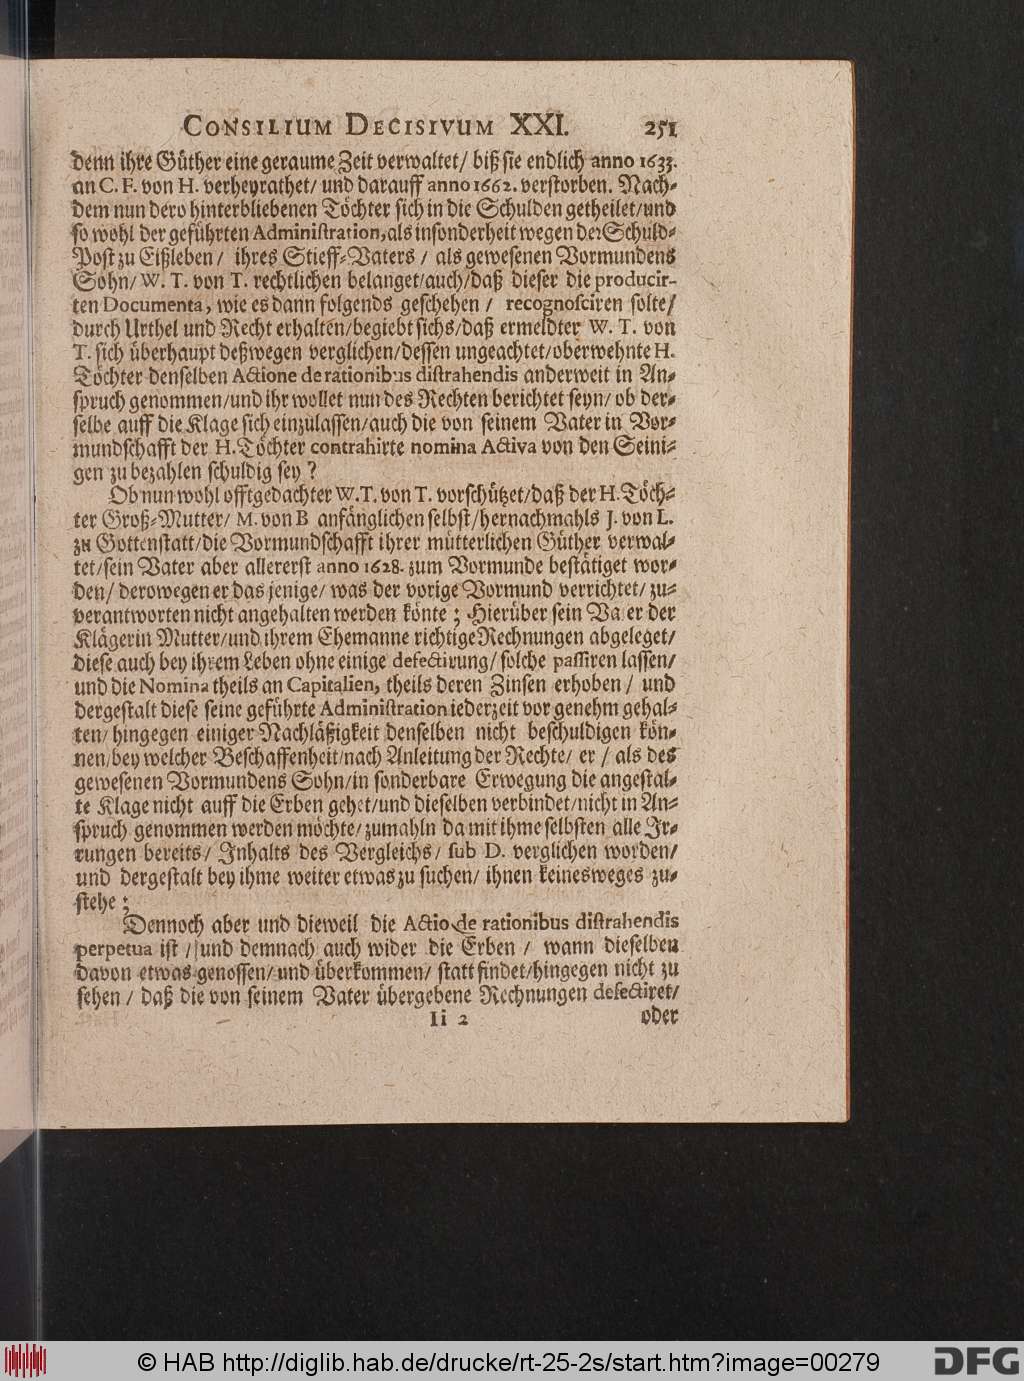 CONSILIUM DECISIVUM XXI. 251
denn ihre Güther eine geraume Zeit verwaltet/ biß sie endlich anno 1633.
an C. F. von H. verheyrathet/ und darauff anno 1662. verstorben. Nach-
dem nun dero hinterbliebenen Töchter sich in die Schulden getheilet/und
so wohl der geführten Administration, als insonderheit wegen der Schuld-
Post zu Eißleben/ ihres Stieff-Vaters / als gewesenen Vormundens
Sohn/ W. T. von T. rechtlichen belanget/auch/daß dieser die producir-
ten Documenta, wie es dann folgends geschehen / recognosciren solte/
durch Urthel und Recht erhalten/begiebt sichs/daß ermeldter W. T. von
T. sich überhaupt deßwegen verglichen/dessen ungeachtet/oberwehnte H.
Töchter denselben Actione de rationibus distrahendis anderweit in An-
spruch genommen/und ihr wollet nun des Rechten berichtet seyn/ ob der-
selbe auff die Klage sich einzulassen/auch die von seinem Vater in Vor-
mundschafft der H. Töchter contrahirte nomina Activa von den Seini-
gen zu bezahlen schuldig sey ?
Ob nun wohl offtgedachter W. T. von T. vorschützet/daß der H. Töch-
ter Groß-Mutter/ M. von B anfänglichen selbst/hernachmahls J. von L.
zu Gottenstatt/die Vormundschafft ihrer mütterlichen Güther verwal-
tet/sein Vater aber allererst anno 1628. zum Vormunde bestätiget wor-
den/ derowegen er das jenige/ was der vorige Vormund verrichtet/ zu-
verantworten nicht angehalten werden könte ; Hierüber sein Va er der
Klägerin Mutter/und ihrem Ehemanne richtige Rechnungen abgeleget/
diese auch bey ihrem Leben ohne einige defectirung/ solche passiren lassen/
und die Nomina theils an Capitalien, theils deren Zinsen erhoben / und
dergestalt diese seine geführte Administration iederzeit vor genehm gehal-
ten/ hingegen einiger Nachläßigkeit denselben nicht beschuldigen kön-
nen/bey welcher Beschaffenheit/nach Anleitung der Rechte/ er / als des
gewesenen Vormundens Sohn/in sonderbare Erwegung die angestal-
te Klage nicht auff die Erben gehet/und dieselben verbindet/nicht in An-
spruch genommen werden möchte/ zumahln da mit ihme selbsten alle Ir-
rungen bereits/ Inhalts des Vergleichs/ sub D. verglichen worden/
und dergestalt bey ihme weiter etwas zu suchen/ ihnen keinesweges zu-
stehe ;
Dennoch aber und dieweil die Actio de rationibus distrahendis
perpetua ist / und demnach auch wider die Erben / wann dieselben
davon etwas genossen/ und überkommen/ statt findet/hingegen nicht zu
sehen / daß die von seinem Vater übergebene Rechnungen defectiret/
Ii 2 oder
© HAB http://diglib.hab.de/drucke/rt-25-2s/start.htm?image=00279 DFG